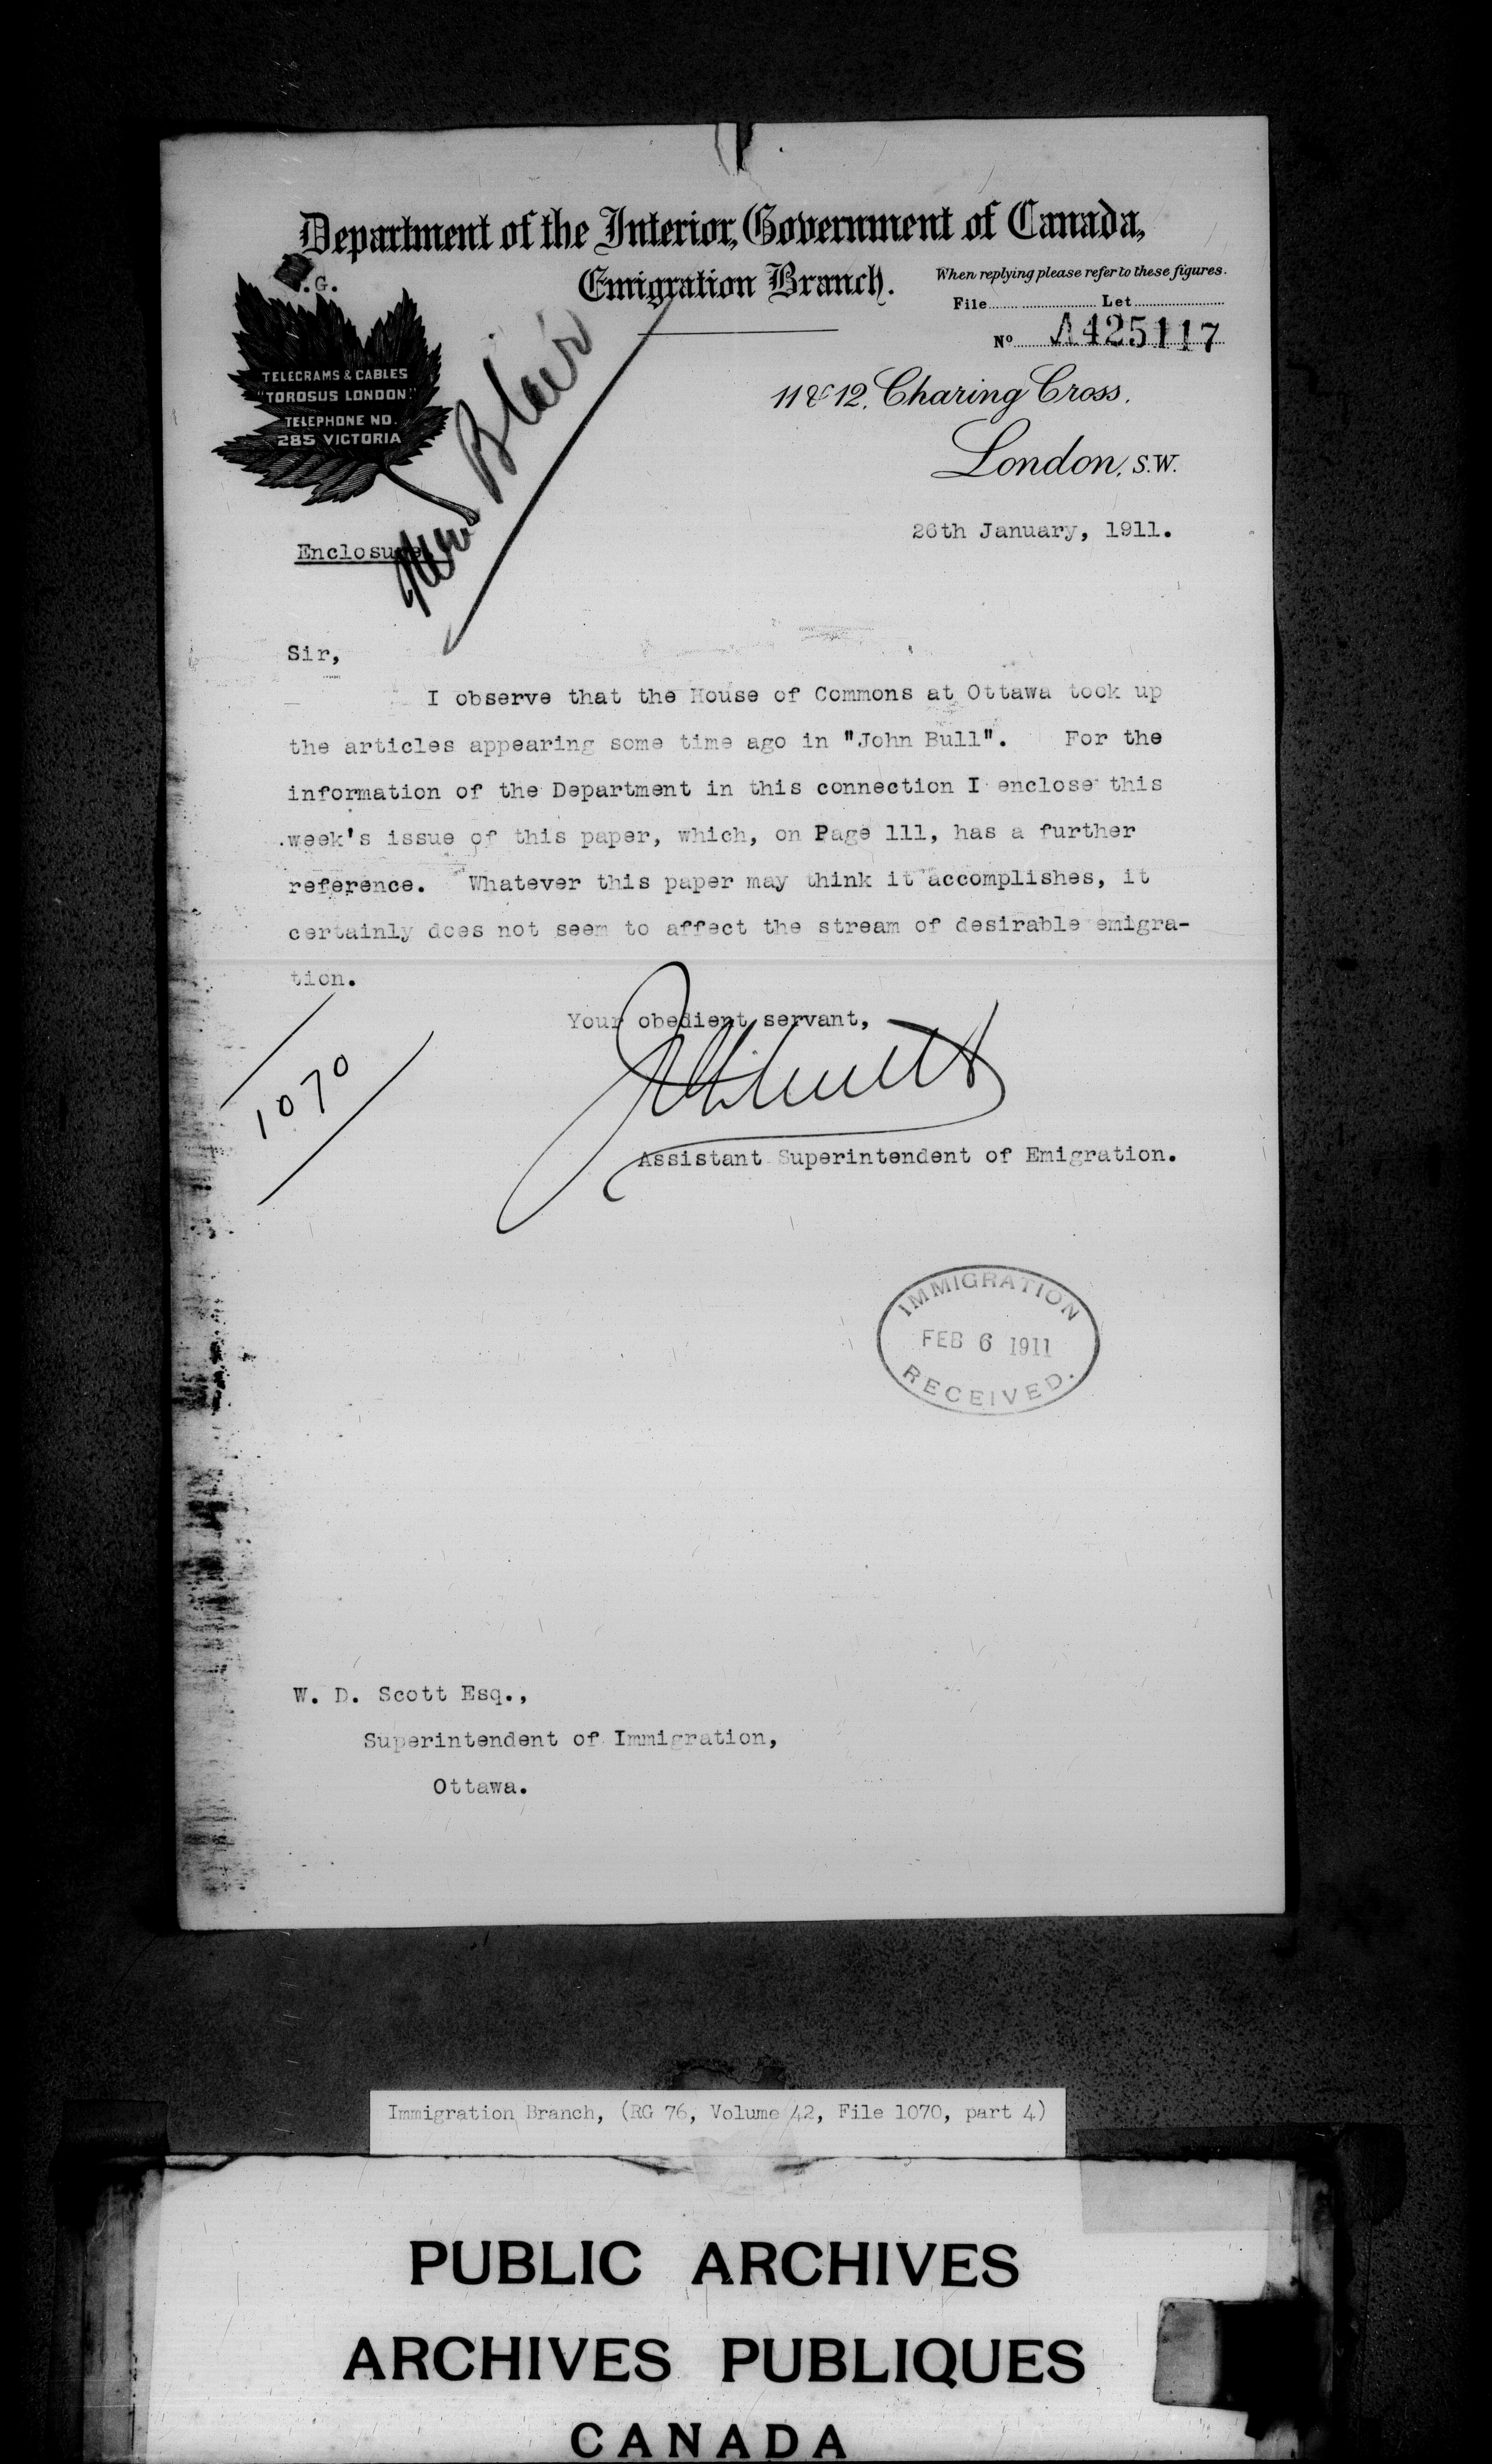 Department of the Interior, Government of Canada,
Emigration Branch.
When replying please refer to these figures.
File Let
No A425117
.G.
TELEGRAMS & CABLES
"TOROSUS LONDON"
TELEPHONE NO.
285 VICTORIA
Blair
11 & 12, Charing Cross,
London, S.W.
26th January, 1911.
Enclosure
Sir,
I observe that the House of Commons at Ottawa took up
the articles appearing some time ago in "John Bull". For the
information of the Department in this connection I enclose this
week's issue of this paper, which, on Page 111, has a further
reference. Whatever this paper may think it accomplishes, it
certainly does not seem to affect the stream of desirable emigra-
tion.
Your obedient servant,
1070
Assistant Superintendent of Emigration.
IMMIGRATION
FEB 6 1911
RECEIVED.
W. D. Scott Esq.,
Superintendent of Immigration,
Ottawa.
Immigration Branch, (RG 76, Volume 42, File 1070, part 4)
PUBLIC ARCHIVES
ARCHIVES PUBLIQUES
CANADA